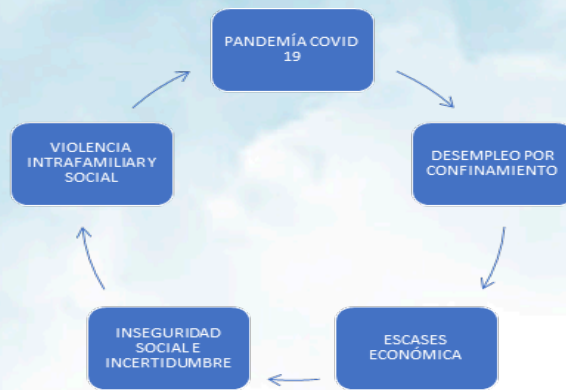 PANDEMÍA COVID
19
DESEMPLEO POR
CONFINAMIENTO
ESCASES
ECONÓMICA
INSEGURIDAD
SOCIAL E
INCERTIDUMBRE
VIOLENCIA
INTRAFAMILIAR Y
SOCIAL